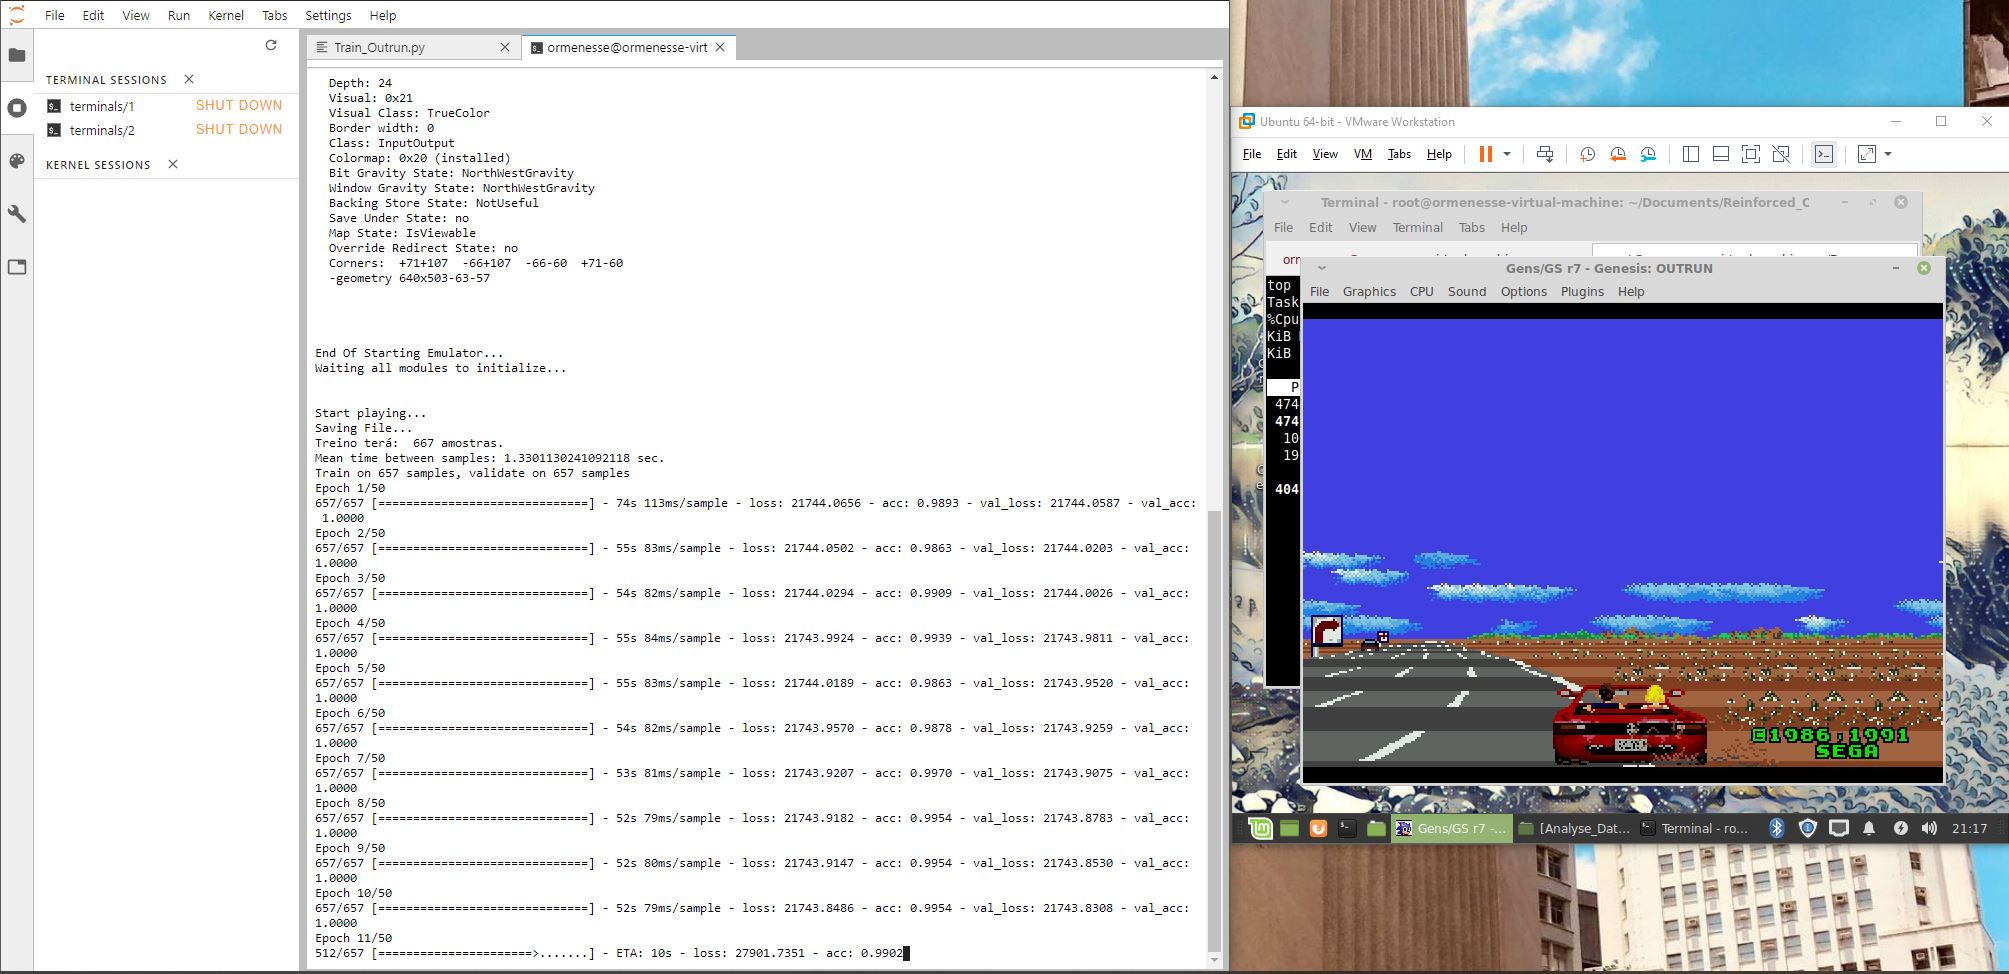 File Edit View Run Kernel Tabs Settings Help
TERMINAL SESSIONS
terminals/1 SHUT DOWN
terminals/2 SHUT DOWN
KERNEL SESSIONS
Train_Outrun.py
ormenesse@ormenesse-virt
Depth: 24
Visual: 0x21
Visual Class: TrueColor
Border width: 0
Class: InputOutput
Colormap: 0x20 (installed)
Bit Gravity State: NorthWestGravity
Window Gravity State: NorthWestGravity
Backing Store State: NotUseful
Save Under State: no
Map State: IsViewable
Override Redirect State: no
Corners:  +71+107  -66+107  -66-60  +71-60
-geometry 640x503-63-57
End Of Starting Emulator...
Waiting all modules to initialize...
Start playing...
Saving File...
Treino terá:  667 amostras.
Mean time between samples: 1.3301130241092118 sec.
Train on 657 samples, validate on 657 samples
Epoch 1/50
657/657 [==============================] - 74s 113ms/sample - loss: 21744.0656 - acc: 0.9893 - val_loss: 21744.0587 - val_acc:
1.0000
Epoch 2/50
657/657 [==============================] - 55s 83ms/sample - loss: 21744.0502 - acc: 0.9863 - val_loss: 21744.0203 - val_acc:
1.0000
Epoch 3/50
657/657 [==============================] - 54s 82ms/sample - loss: 21744.0294 - acc: 0.9909 - val_loss: 21744.0026 - val_acc:
1.0000
Epoch 4/50
657/657 [==============================] - 55s 84ms/sample - loss: 21743.9924 - acc: 0.9939 - val_loss: 21743.9811 - val_acc:
1.0000
Epoch 5/50
657/657 [==============================] - 55s 83ms/sample - loss: 21744.0189 - acc: 0.9863 - val_loss: 21743.9520 - val_acc:
1.0000
Epoch 6/50
657/657 [==============================] - 54s 82ms/sample - loss: 21743.9570 - acc: 0.9878 - val_loss: 21743.9259 - val_acc:
1.0000
Epoch 7/50
657/657 [==============================] - 53s 81ms/sample - loss: 21743.9207 - acc: 0.9970 - val_loss: 21743.9075 - val_acc:
1.0000
Epoch 8/50
657/657 [==============================] - 52s 79ms/sample - loss: 21743.9182 - acc: 0.9954 - val_loss: 21743.8783 - val_acc:
1.0000
Epoch 9/50
657/657 [==============================] - 52s 80ms/sample - loss: 21743.9147 - acc: 0.9954 - val_loss: 21743.8530 - val_acc:
1.0000
Epoch 10/50
657/657 [==============================] - 52s 79ms/sample - loss: 21743.8486 - acc: 0.9954 - val_loss: 21743.8308 - val_acc:
1.0000
Epoch 11/50
512/657 [======================>.......] - ETA: 10s - loss: 27901.7351 - acc: 0.9902
Ubuntu 64-bit - VMware Workstation
File Edit View VM Tabs Help
Terminal - root@ormenesse-virtual-machine: ~/Documents/Reinforced_
File Edit View Terminal Tabs Help
orr
Gens/GS r7 - Genesis: OUTRUN
File Graphics CPU Sound Options Plugins Help
top
Task
%Cpu
KiB
KiB
P
474
474
10
19
404
©1986,1991
SEGA
Gens/GS r7 -... [Analyse_Dat... Terminal - ro... 21:17